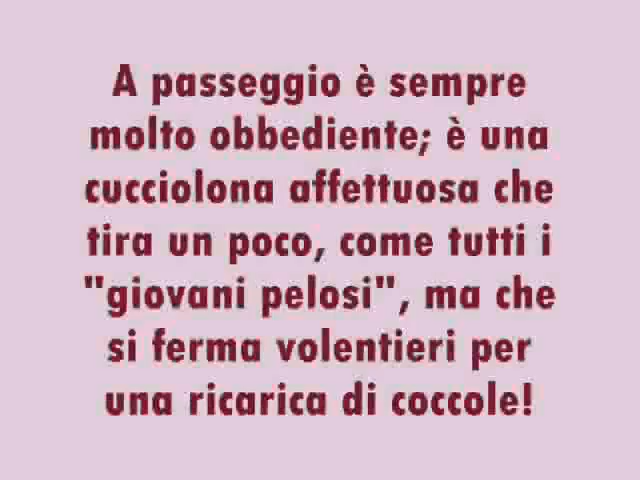 A passeggio è sempre
molto obbediente; è una
cucciolona affettuosa che
tira un poco, come tutti i
"giovani pelosi", ma che
si ferma volentieri per
una ricarica di coccole!